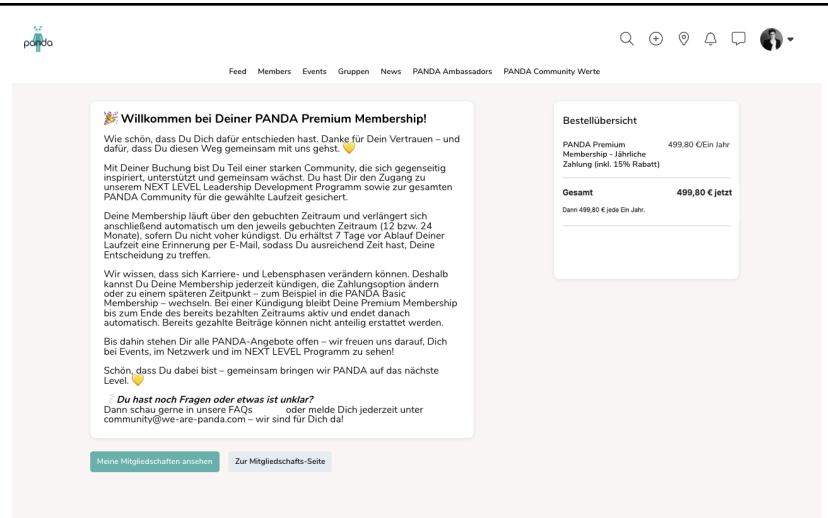 panda
Feed Members Events Gruppen News PANDA Ambassadors PANDA Community Werte
🎉 Willkommen bei Deiner PANDA Premium Membership!
Wie schön, dass Du Dich dafür entschieden hast. Danke für Dein Vertrauen – und
dafür, dass Du diesen Weg gemeinsam mit uns gehst. 💛
Mit Deiner Buchung bist Du Teil einer starken Community, die sich gegenseitig
inspiriert, unterstützt und gemeinsam wächst. Du hast Dir den Zugang zu
unserem NEXT LEVEL Leadership Development Programm sowie zur gesamten
PANDA Community für die gewählte Laufzeit gesichert.
Deine Membership läuft über den gebuchten Zeitraum und verlängert sich
anschließend automatisch um den jeweils gebuchten Zeitraum (12 bzw. 24
Monate), sofern Du nicht voher kündigst. Du erhältst 7 Tage vor Ablauf Deiner
Laufzeit eine Erinnerung per E-Mail, sodass Du ausreichend Zeit hast, Deine
Entscheidung zu treffen.
Wir wissen, dass sich Karriere- und Lebensphasen verändern können. Deshalb
kannst Du Deine Membership jederzeit kündigen, die Zahlungsoption ändern
oder zu einem späteren Zeitpunkt – zum Beispiel in die PANDA Basic
Membership – wechseln. Bei einer Kündigung bleibt Deine Premium Membership
bis zum Ende des bereits bezahlten Zeitraums aktiv und endet danach
automatisch. Bereits gezahlte Beiträge können nicht anteilig erstattet werden.
Bis dahin stehen Dir alle PANDA-Angebote offen – wir freuen uns darauf, Dich
bei Events, im Netzwerk und im NEXT LEVEL Programm zu sehen!
Schön, dass Du dabei bist – gemeinsam bringen wir PANDA auf das nächste
Level. 💛
❔ Du hast noch Fragen oder etwas ist unklar?
Dann schau gerne in unsere FAQs oder melde Dich jederzeit unter
community@we-are-panda.com – wir sind für Dich da!
Meine Mitgliedschaften ansehen
Zur Mitgliedschafts-Seite
Bestellübersicht
PANDA Premium 499,80 €/Ein Jahr
Membership - Jährliche
Zahlung (inkl. 15% Rabatt)
Gesamt 499,80 € jetzt
Dann 499,80 € jede Ein Jahr.